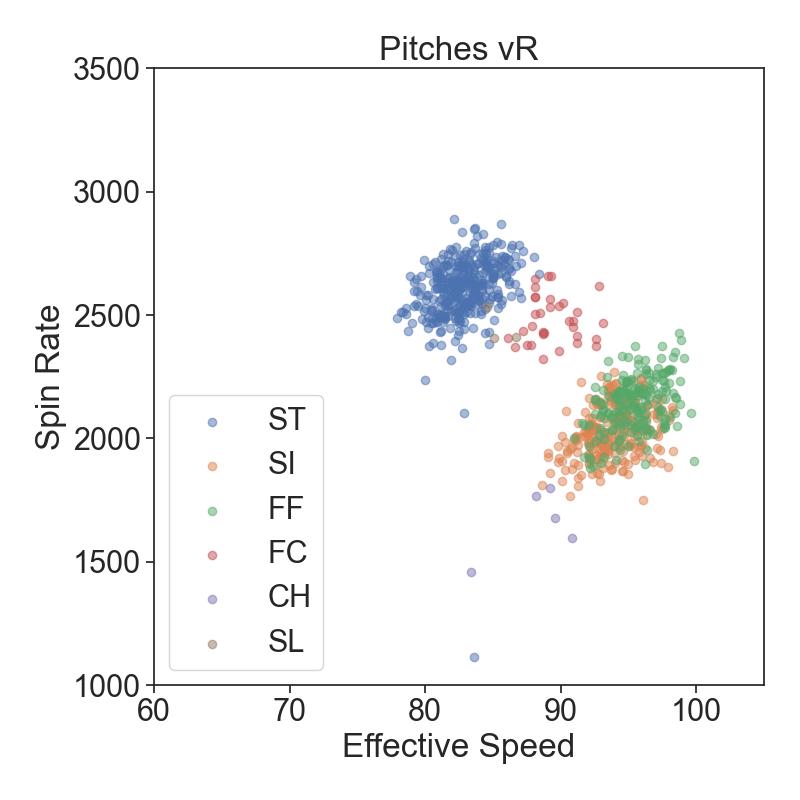 Pitches vR
3500
3000
2500
2000
1500
1000
Spin Rate
ST
SI
FF
FC
CH
SL
60 70 80 90 100
Effective Speed